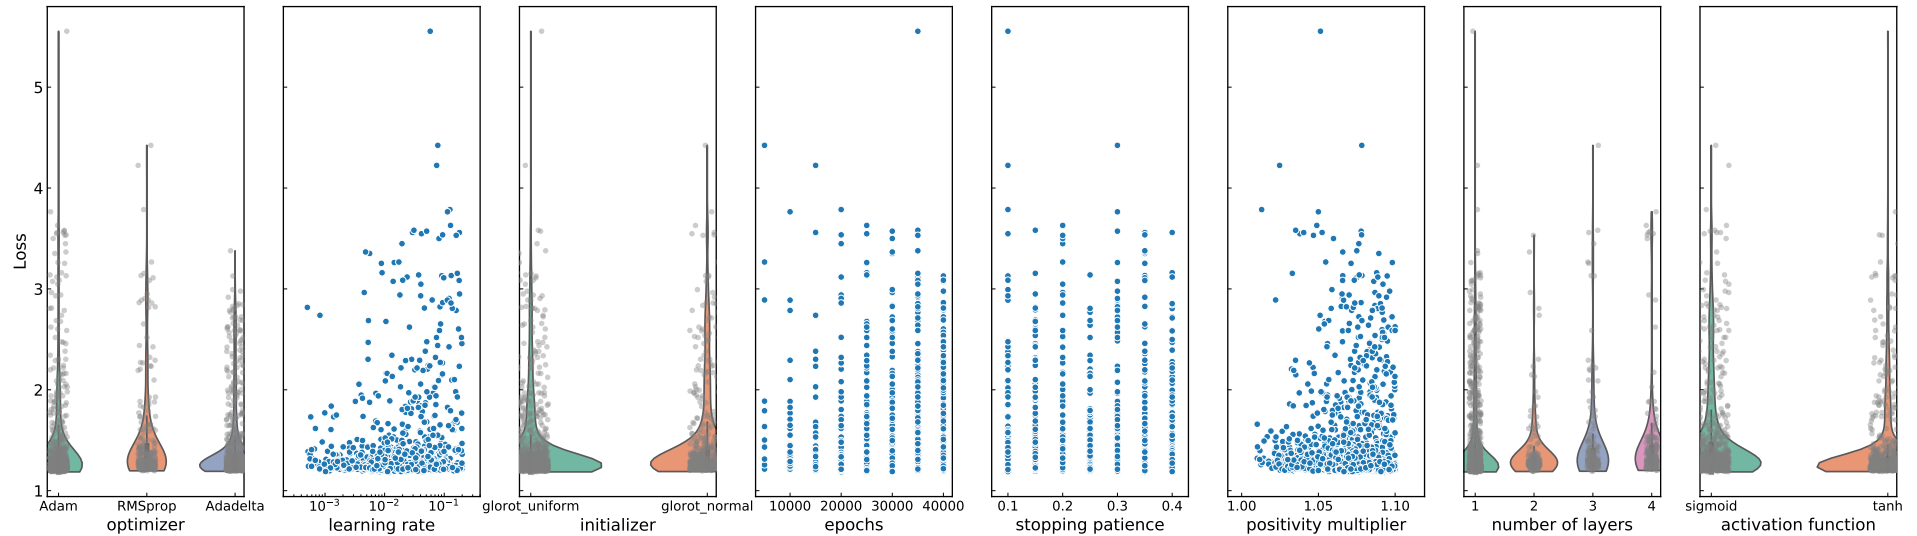 Loss
5
4
3
2
1
Adam RMSprop Adadelta
optimizer
10⁻³ 10⁻² 10⁻¹
learning rate
glorot_uniform glorot_normal
initializer
10000 20000 30000 40000
epochs
0.1 0.2 0.3 0.4
stopping patience
1.00 1.05 1.10
positivity multiplier
1 2 3 4
number of layers
sigmoid tanh
activation function